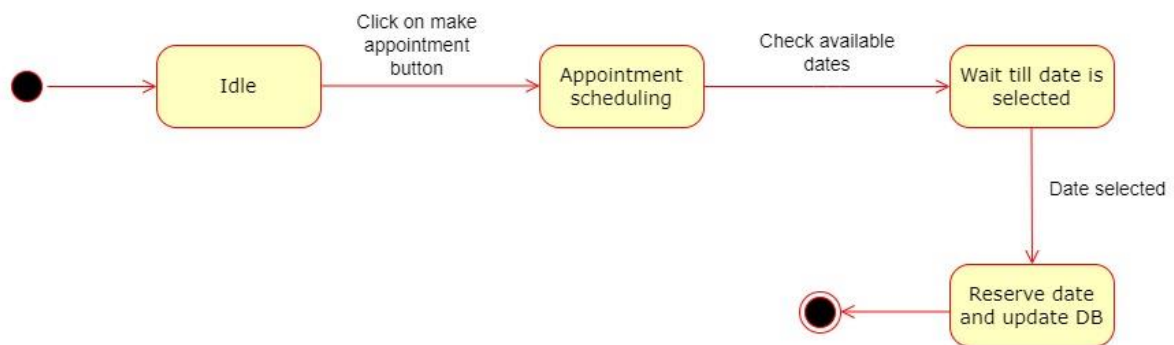 Idle
Click on make
appointment
button
Appointment
scheduling
Check available
dates
Wait till date is
selected
Date selected
Reserve date
and update DB